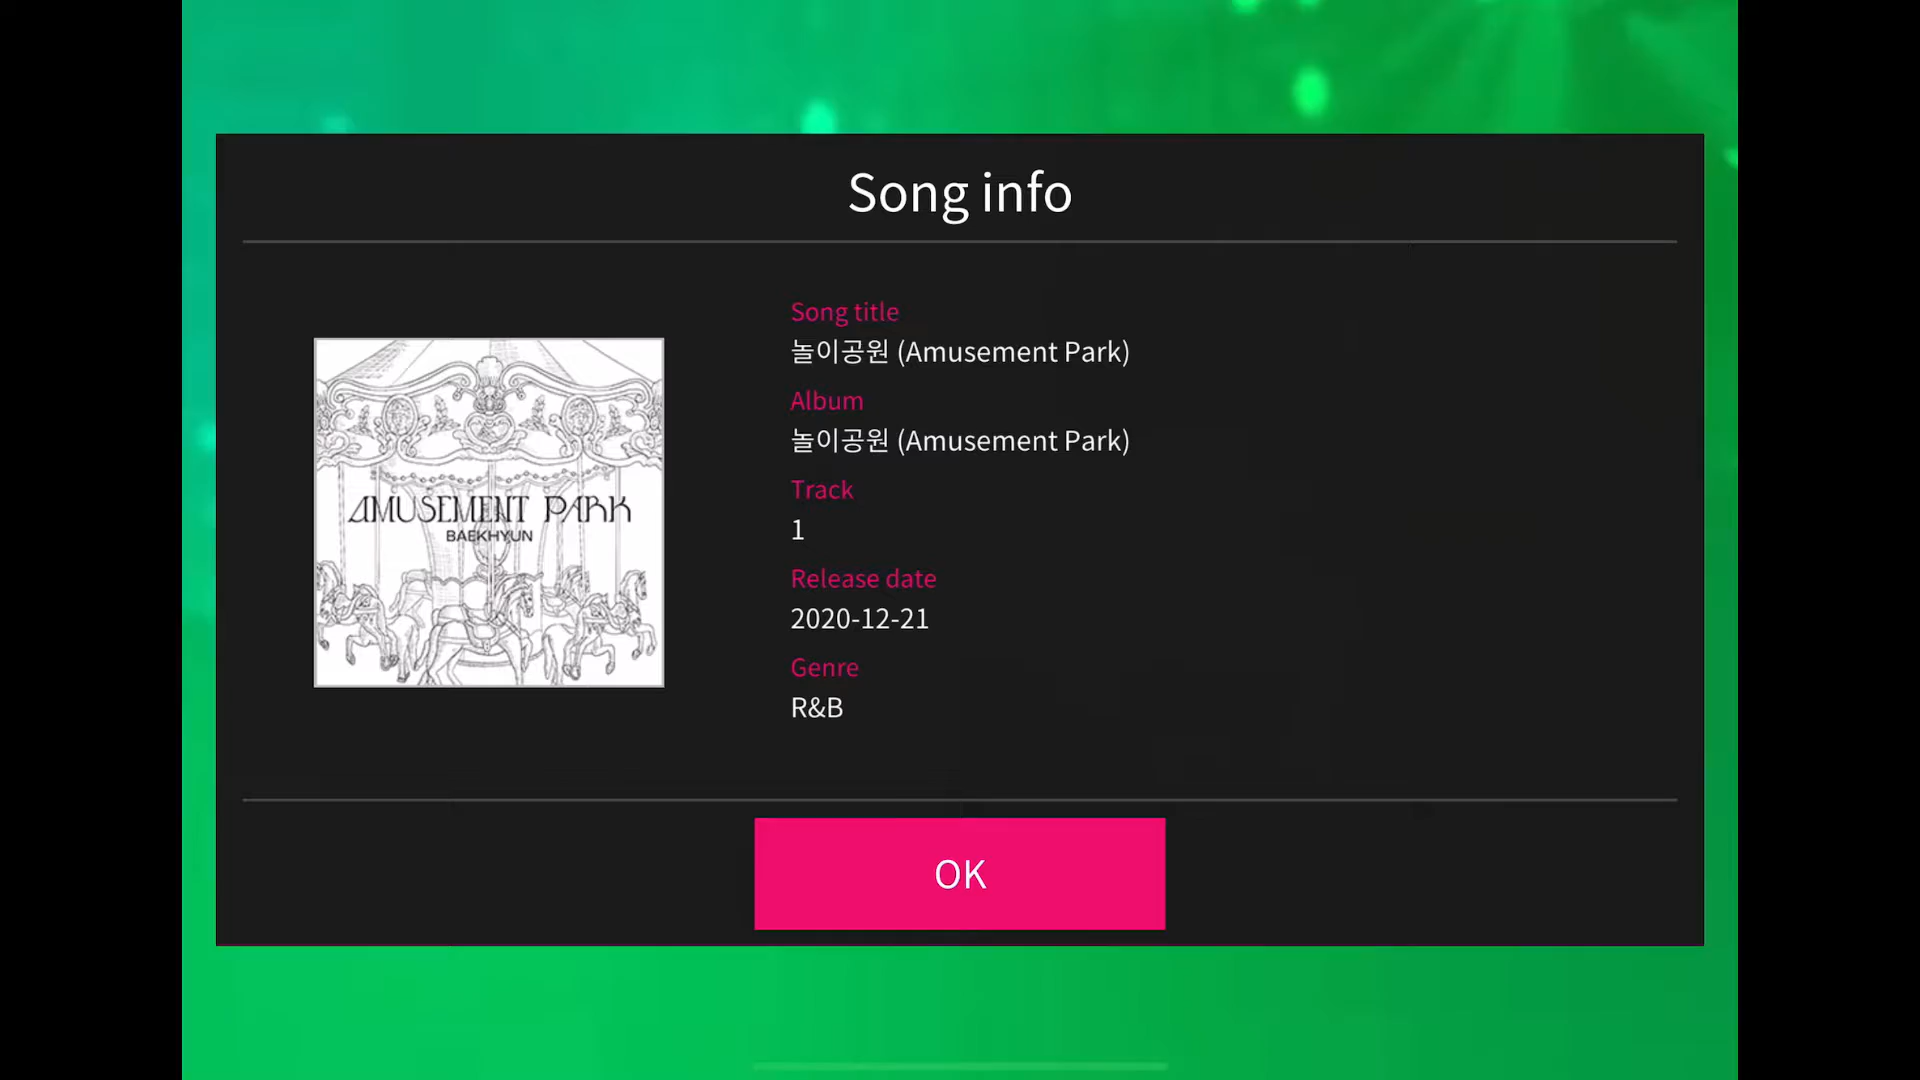 Song info
AMUSEMENT PARK
BAEKHYUN
Song title
놀이공원 (Amusement Park)
Album
놀이공원 (Amusement Park)
Track
1
Release date
2020-12-21
Genre
R&B
OK